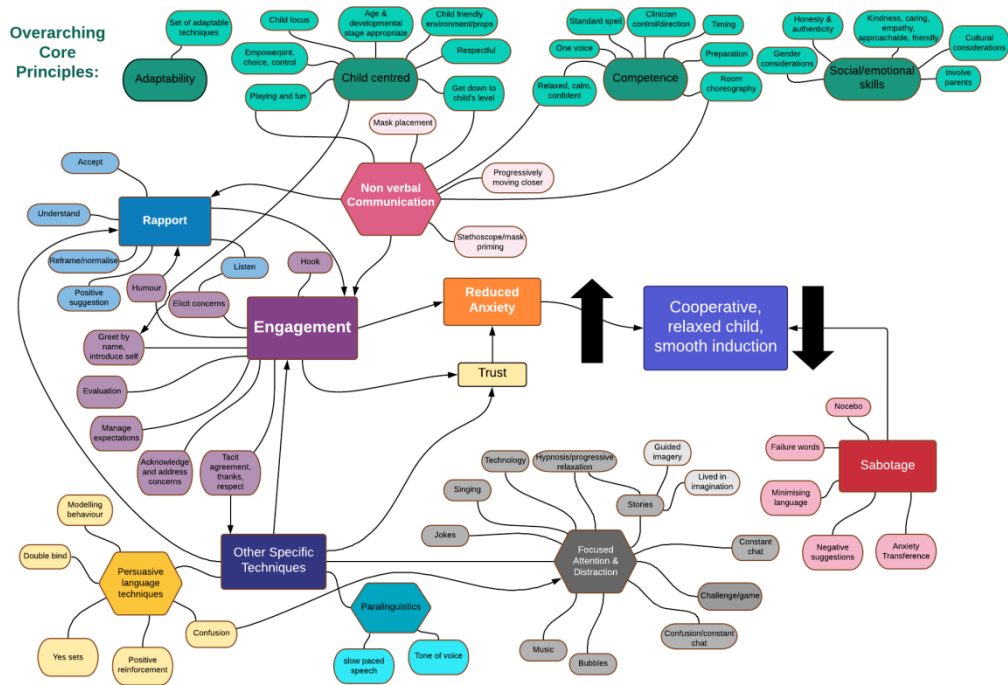 Overarching
Core
Principles:
Set of adaptable
techniques
Adaptability
Child focus
Age &
developmental
stage appropriate
Child friendly
environment/props
Empowerpint,
choice, control
Respectful
Child centred
Playing and fun
Get down to
child's level
Standard speil
Clinician
control/direction
Timing
One voice
Preparation
Competence
Relaxed, calm,
confident
Room
choreography
Honesty &
authenticity
Kindness, caring,
empathy,
approachable, friendly
Cultural
considerations
Gender
considerations
Social/emotional
skills
Involve
parents
Mask placement
Non verbal
Communication
Progressively
moving closer
Stethoscope/mask
priming
Accept
Understand
Rapport
Reframe/normalise
Positive
suggestion
Humour
Listen
Hook
Elicit concerns
Engagement
Greet by
name, introduce self
Evaluation
Manage
expectations
Acknowledge
and address
concerns
Tacit
agreement,
thanks,
respect
Reduced
Anxiety
Trust
Cooperative,
relaxed child,
smooth induction
Nocebo
Failure words
Sabotage
Minimising
language
Negative
suggestions
Anxiety
Transference
Modelling
behaviour
Double bind
Persuasive
language
techniques
Yes sets
Positive
reinforcement
Confusion
Other Specific
Techniques
Paralinguistics
slow paced
speech
Tone of voice
Technology
Hypnosis/progressive
relaxation
Guided
imagery
Lived in
imagination
Stories
Singing
Jokes
Focused
Attention &
Distraction
Constant
chat
Challenge/game
Confusion/constant
chat
Music
Bubbles